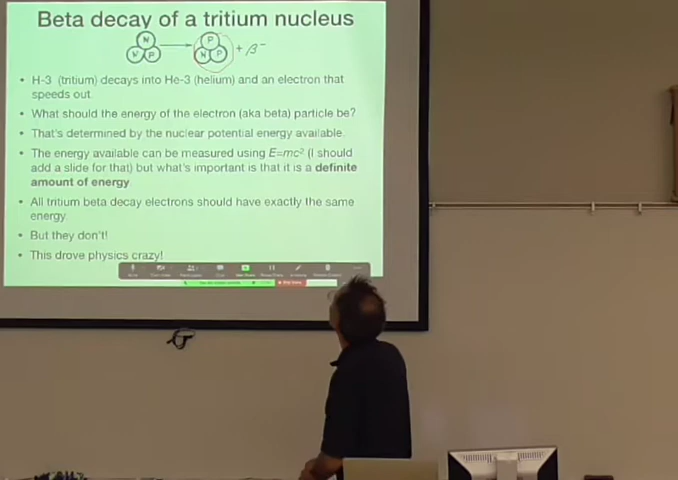 Beta decay of a tritium nucleus
N
N P
P
N P
+ β⁻
• H-3 (tritium) decays into He-3 (helium) and an electron that
speeds out.
• What should the energy of the electron (aka beta) particle be?
• That's determined by the nuclear potential energy available.
• The energy available can be measured using E=mc² (I should
add a slide for that) but what's important is that it is a definite
amount of energy.
• All tritium beta decay electrons should have exactly the same
energy.
• But they don't!
• This drove physics crazy!